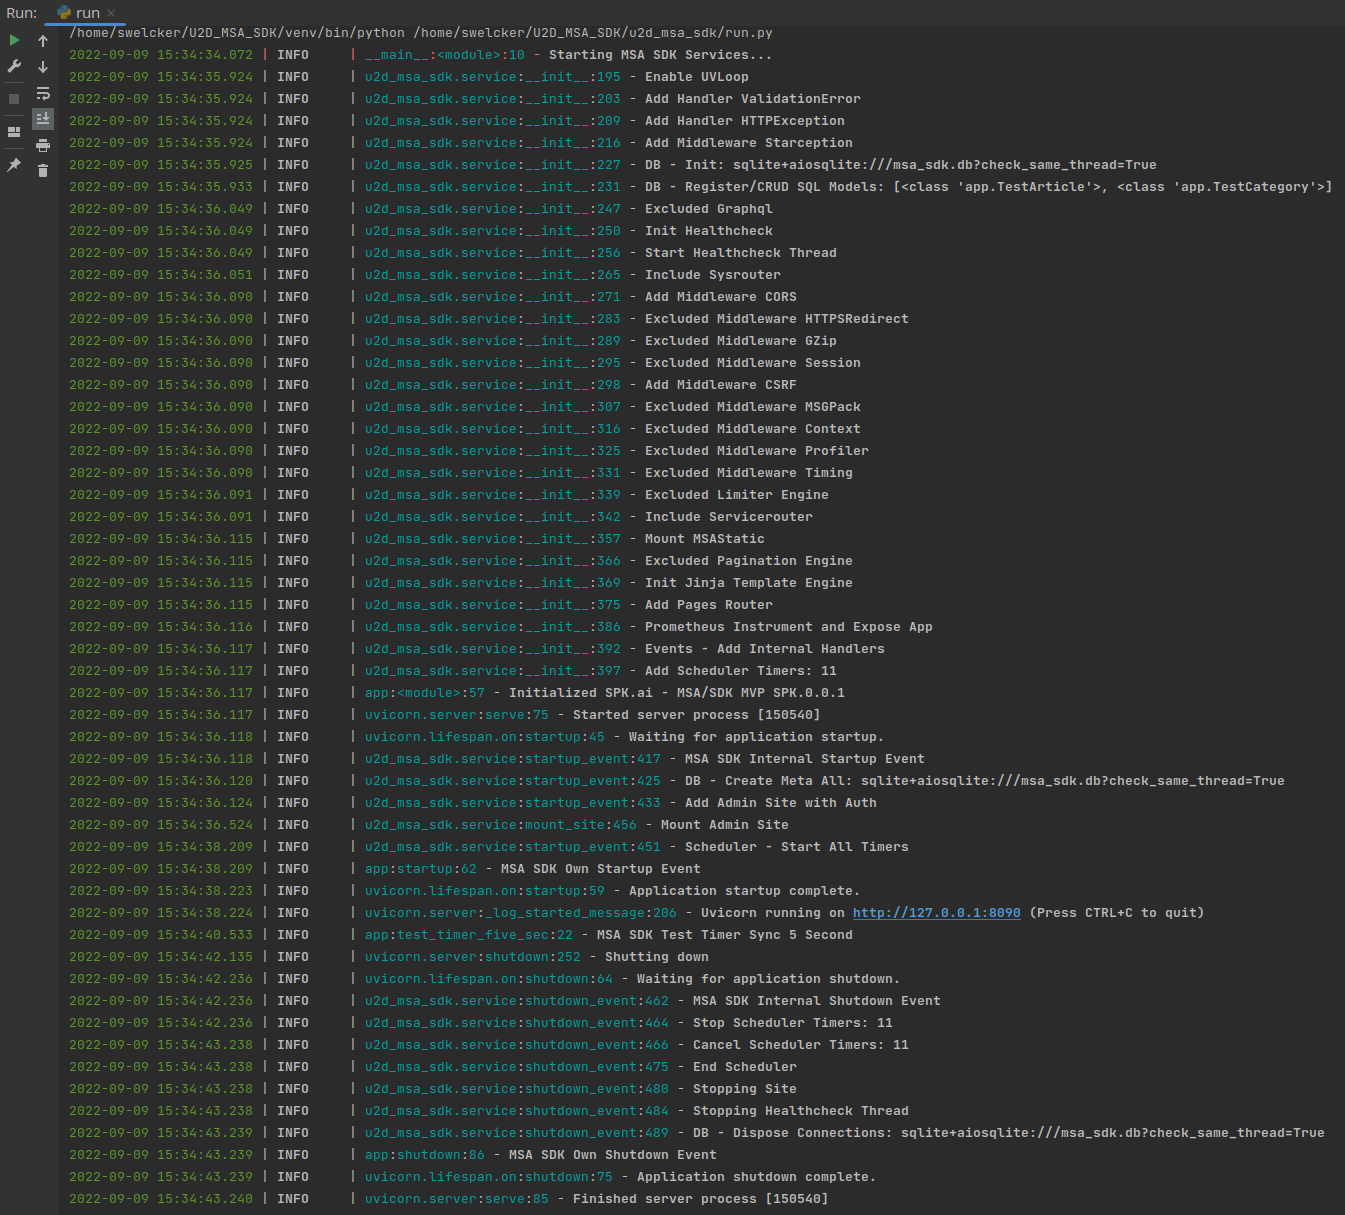 Run: run ×
/home/swelcker/U2D_MSA_SDK/venv/bin/python /home/swelcker/U2D_MSA_SDK/u2d_msa_sdk/run.py
2022-09-09 15:34:34.072 | INFO     | __main__:<module>:10 - Starting MSA SDK Services...
2022-09-09 15:34:35.924 | INFO     | u2d_msa_sdk.service:__init__:195 - Enable UVLoop
2022-09-09 15:34:35.924 | INFO     | u2d_msa_sdk.service:__init__:203 - Add Handler ValidationError
2022-09-09 15:34:35.924 | INFO     | u2d_msa_sdk.service:__init__:209 - Add Handler HTTPException
2022-09-09 15:34:35.924 | INFO     | u2d_msa_sdk.service:__init__:216 - Add Middleware Starception
2022-09-09 15:34:35.925 | INFO     | u2d_msa_sdk.service:__init__:227 - DB - Init: sqlite+aiosqlite:///msa_sdk.db?check_same_thread=True
2022-09-09 15:34:35.933 | INFO     | u2d_msa_sdk.service:__init__:231 - DB - Register/CRUD SQL Models: [<class 'app.TestArticle'>, <class 'app.TestCategory'>]
2022-09-09 15:34:36.049 | INFO     | u2d_msa_sdk.service:__init__:247 - Excluded Graphql
2022-09-09 15:34:36.049 | INFO     | u2d_msa_sdk.service:__init__:250 - Init Healthcheck
2022-09-09 15:34:36.049 | INFO     | u2d_msa_sdk.service:__init__:256 - Start Healthcheck Thread
2022-09-09 15:34:36.051 | INFO     | u2d_msa_sdk.service:__init__:265 - Include Sysrouter
2022-09-09 15:34:36.090 | INFO     | u2d_msa_sdk.service:__init__:271 - Add Middleware CORS
2022-09-09 15:34:36.090 | INFO     | u2d_msa_sdk.service:__init__:283 - Excluded Middleware HTTPSRedirect
2022-09-09 15:34:36.090 | INFO     | u2d_msa_sdk.service:__init__:289 - Excluded Middleware GZip
2022-09-09 15:34:36.090 | INFO     | u2d_msa_sdk.service:__init__:295 - Excluded Middleware Session
2022-09-09 15:34:36.090 | INFO     | u2d_msa_sdk.service:__init__:298 - Add Middleware CSRF
2022-09-09 15:34:36.090 | INFO     | u2d_msa_sdk.service:__init__:307 - Excluded Middleware MSGPack
2022-09-09 15:34:36.090 | INFO     | u2d_msa_sdk.service:__init__:316 - Excluded Middleware Context
2022-09-09 15:34:36.090 | INFO     | u2d_msa_sdk.service:__init__:325 - Excluded Middleware Profiler
2022-09-09 15:34:36.090 | INFO     | u2d_msa_sdk.service:__init__:331 - Excluded Middleware Timing
2022-09-09 15:34:36.091 | INFO     | u2d_msa_sdk.service:__init__:339 - Excluded Limiter Engine
2022-09-09 15:34:36.091 | INFO     | u2d_msa_sdk.service:__init__:342 - Include Servicerouter
2022-09-09 15:34:36.115 | INFO     | u2d_msa_sdk.service:__init__:357 - Mount MSAStatic
2022-09-09 15:34:36.115 | INFO     | u2d_msa_sdk.service:__init__:366 - Excluded Pagination Engine
2022-09-09 15:34:36.115 | INFO     | u2d_msa_sdk.service:__init__:369 - Init Jinja Template Engine
2022-09-09 15:34:36.115 | INFO     | u2d_msa_sdk.service:__init__:375 - Add Pages Router
2022-09-09 15:34:36.116 | INFO     | u2d_msa_sdk.service:__init__:386 - Prometheus Instrument and Expose App
2022-09-09 15:34:36.117 | INFO     | u2d_msa_sdk.service:__init__:392 - Events - Add Internal Handlers
2022-09-09 15:34:36.117 | INFO     | u2d_msa_sdk.service:__init__:397 - Add Scheduler Timers: 11
2022-09-09 15:34:36.117 | INFO     | app:<module>:57 - Initialized SPK.ai - MSA/SDK MVP SPK.0.0.1
2022-09-09 15:34:36.117 | INFO     | uvicorn.server:serve:75 - Started server process [150540]
2022-09-09 15:34:36.118 | INFO     | uvicorn.lifespan.on:startup:45 - Waiting for application startup.
2022-09-09 15:34:36.118 | INFO     | u2d_msa_sdk.service:startup_event:417 - MSA SDK Internal Startup Event
2022-09-09 15:34:36.120 | INFO     | u2d_msa_sdk.service:startup_event:425 - DB - Create Meta All: sqlite+aiosqlite:///msa_sdk.db?check_same_thread=True
2022-09-09 15:34:36.124 | INFO     | u2d_msa_sdk.service:startup_event:433 - Add Admin Site with Auth
2022-09-09 15:34:36.524 | INFO     | u2d_msa_sdk.service:mount_site:456 - Mount Admin Site
2022-09-09 15:34:38.209 | INFO     | u2d_msa_sdk.service:startup_event:451 - Scheduler - Start All Timers
2022-09-09 15:34:38.209 | INFO     | app:startup:62 - MSA SDK Own Startup Event
2022-09-09 15:34:38.223 | INFO     | uvicorn.lifespan.on:startup:59 - Application startup complete.
2022-09-09 15:34:38.224 | INFO     | uvicorn.server:_log_started_message:206 - Uvicorn running on http://127.0.0.1:8090 (Press CTRL+C to quit)
2022-09-09 15:34:40.533 | INFO     | app:test_timer_five_sec:22 - MSA SDK Test Timer Sync 5 Second
2022-09-09 15:34:42.135 | INFO     | uvicorn.server:shutdown:252 - Shutting down
2022-09-09 15:34:42.236 | INFO     | uvicorn.lifespan.on:shutdown:64 - Waiting for application shutdown.
2022-09-09 15:34:42.236 | INFO     | u2d_msa_sdk.service:shutdown_event:462 - MSA SDK Internal Shutdown Event
2022-09-09 15:34:42.236 | INFO     | u2d_msa_sdk.service:shutdown_event:464 - Stop Scheduler Timers: 11
2022-09-09 15:34:43.238 | INFO     | u2d_msa_sdk.service:shutdown_event:466 - Cancel Scheduler Timers: 11
2022-09-09 15:34:43.238 | INFO     | u2d_msa_sdk.service:shutdown_event:475 - End Scheduler
2022-09-09 15:34:43.238 | INFO     | u2d_msa_sdk.service:shutdown_event:480 - Stopping Site
2022-09-09 15:34:43.238 | INFO     | u2d_msa_sdk.service:shutdown_event:484 - Stopping Healthcheck Thread
2022-09-09 15:34:43.239 | INFO     | u2d_msa_sdk.service:shutdown_event:489 - DB - Dispose Connections: sqlite+aiosqlite:///msa_sdk.db?check_same_thread=True
2022-09-09 15:34:43.239 | INFO     | app:shutdown:86 - MSA SDK Own Shutdown Event
2022-09-09 15:34:43.239 | INFO     | uvicorn.lifespan.on:shutdown:75 - Application shutdown complete.
2022-09-09 15:34:43.240 | INFO     | uvicorn.server:serve:85 - Finished server process [150540]